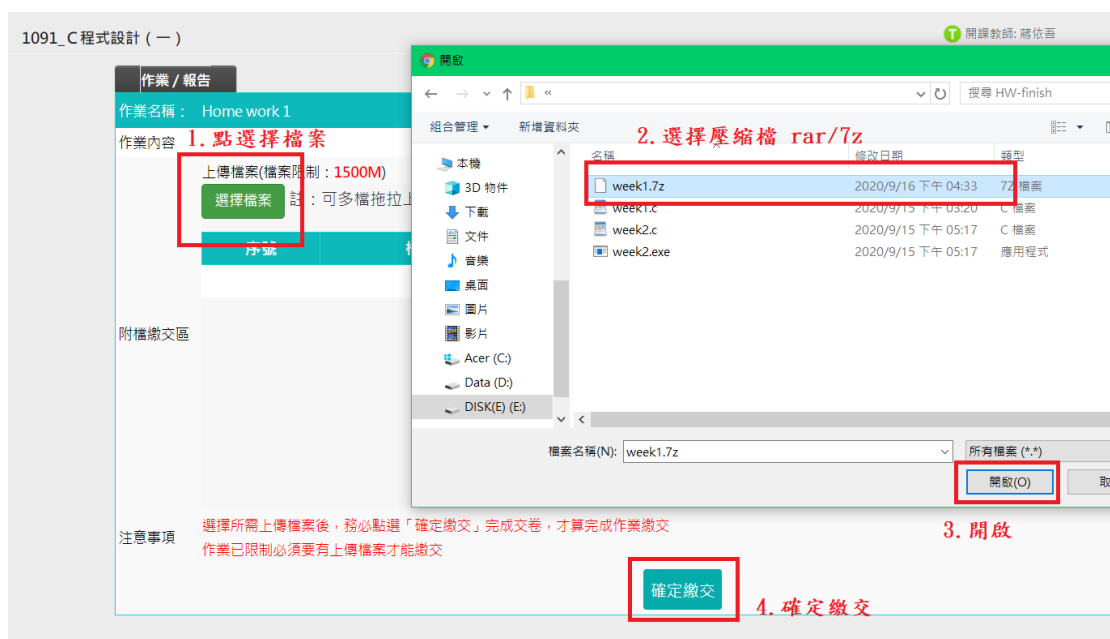 1091_C程式設計（一）
開課教師: 蔣依吾
作業 / 報告
作業名稱： Home work 1
作業內容
1. 點選擇檔案
上傳檔案(檔案限制：1500M)
選擇檔案 註：可多檔拖拉上
序號
附檔繳交區
開啟
«
搜尋 HW-finish
組合管理 新增資料夾
2. 選擇壓縮檔 rar/7z
名稱 修改日期 類型
week1.7z 2020/9/16 下午 04:33 7Z 檔案
week1.c 2020/9/15 下午 03:20 C 檔案
week2.c 2020/9/15 下午 05:17 C 檔案
week2.exe 2020/9/15 下午 05:17 應用程式
本機
3D 物件
下載
文件
音樂
桌面
圖片
影片
Acer (C:)
Data (D:)
DISK(E) (E:)
檔案名稱(N): week1.7z 所有檔案 (*.*)
開啟(O) 取
3. 開啟
注意事項
選擇所需上傳檔案後，務必點選「確定繳交」完成交卷，才算完成作業繳交
作業已限制必須要有上傳檔案才能繳交
確定繳交
4. 確定繳交